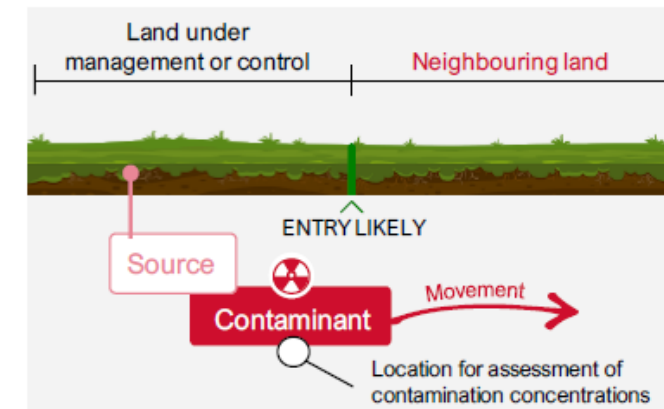 Land under
management or control
Neighbouring land
ENTRY LIKELY
Source
Contaminant
Movement
Location for assessment of
contamination concentrations